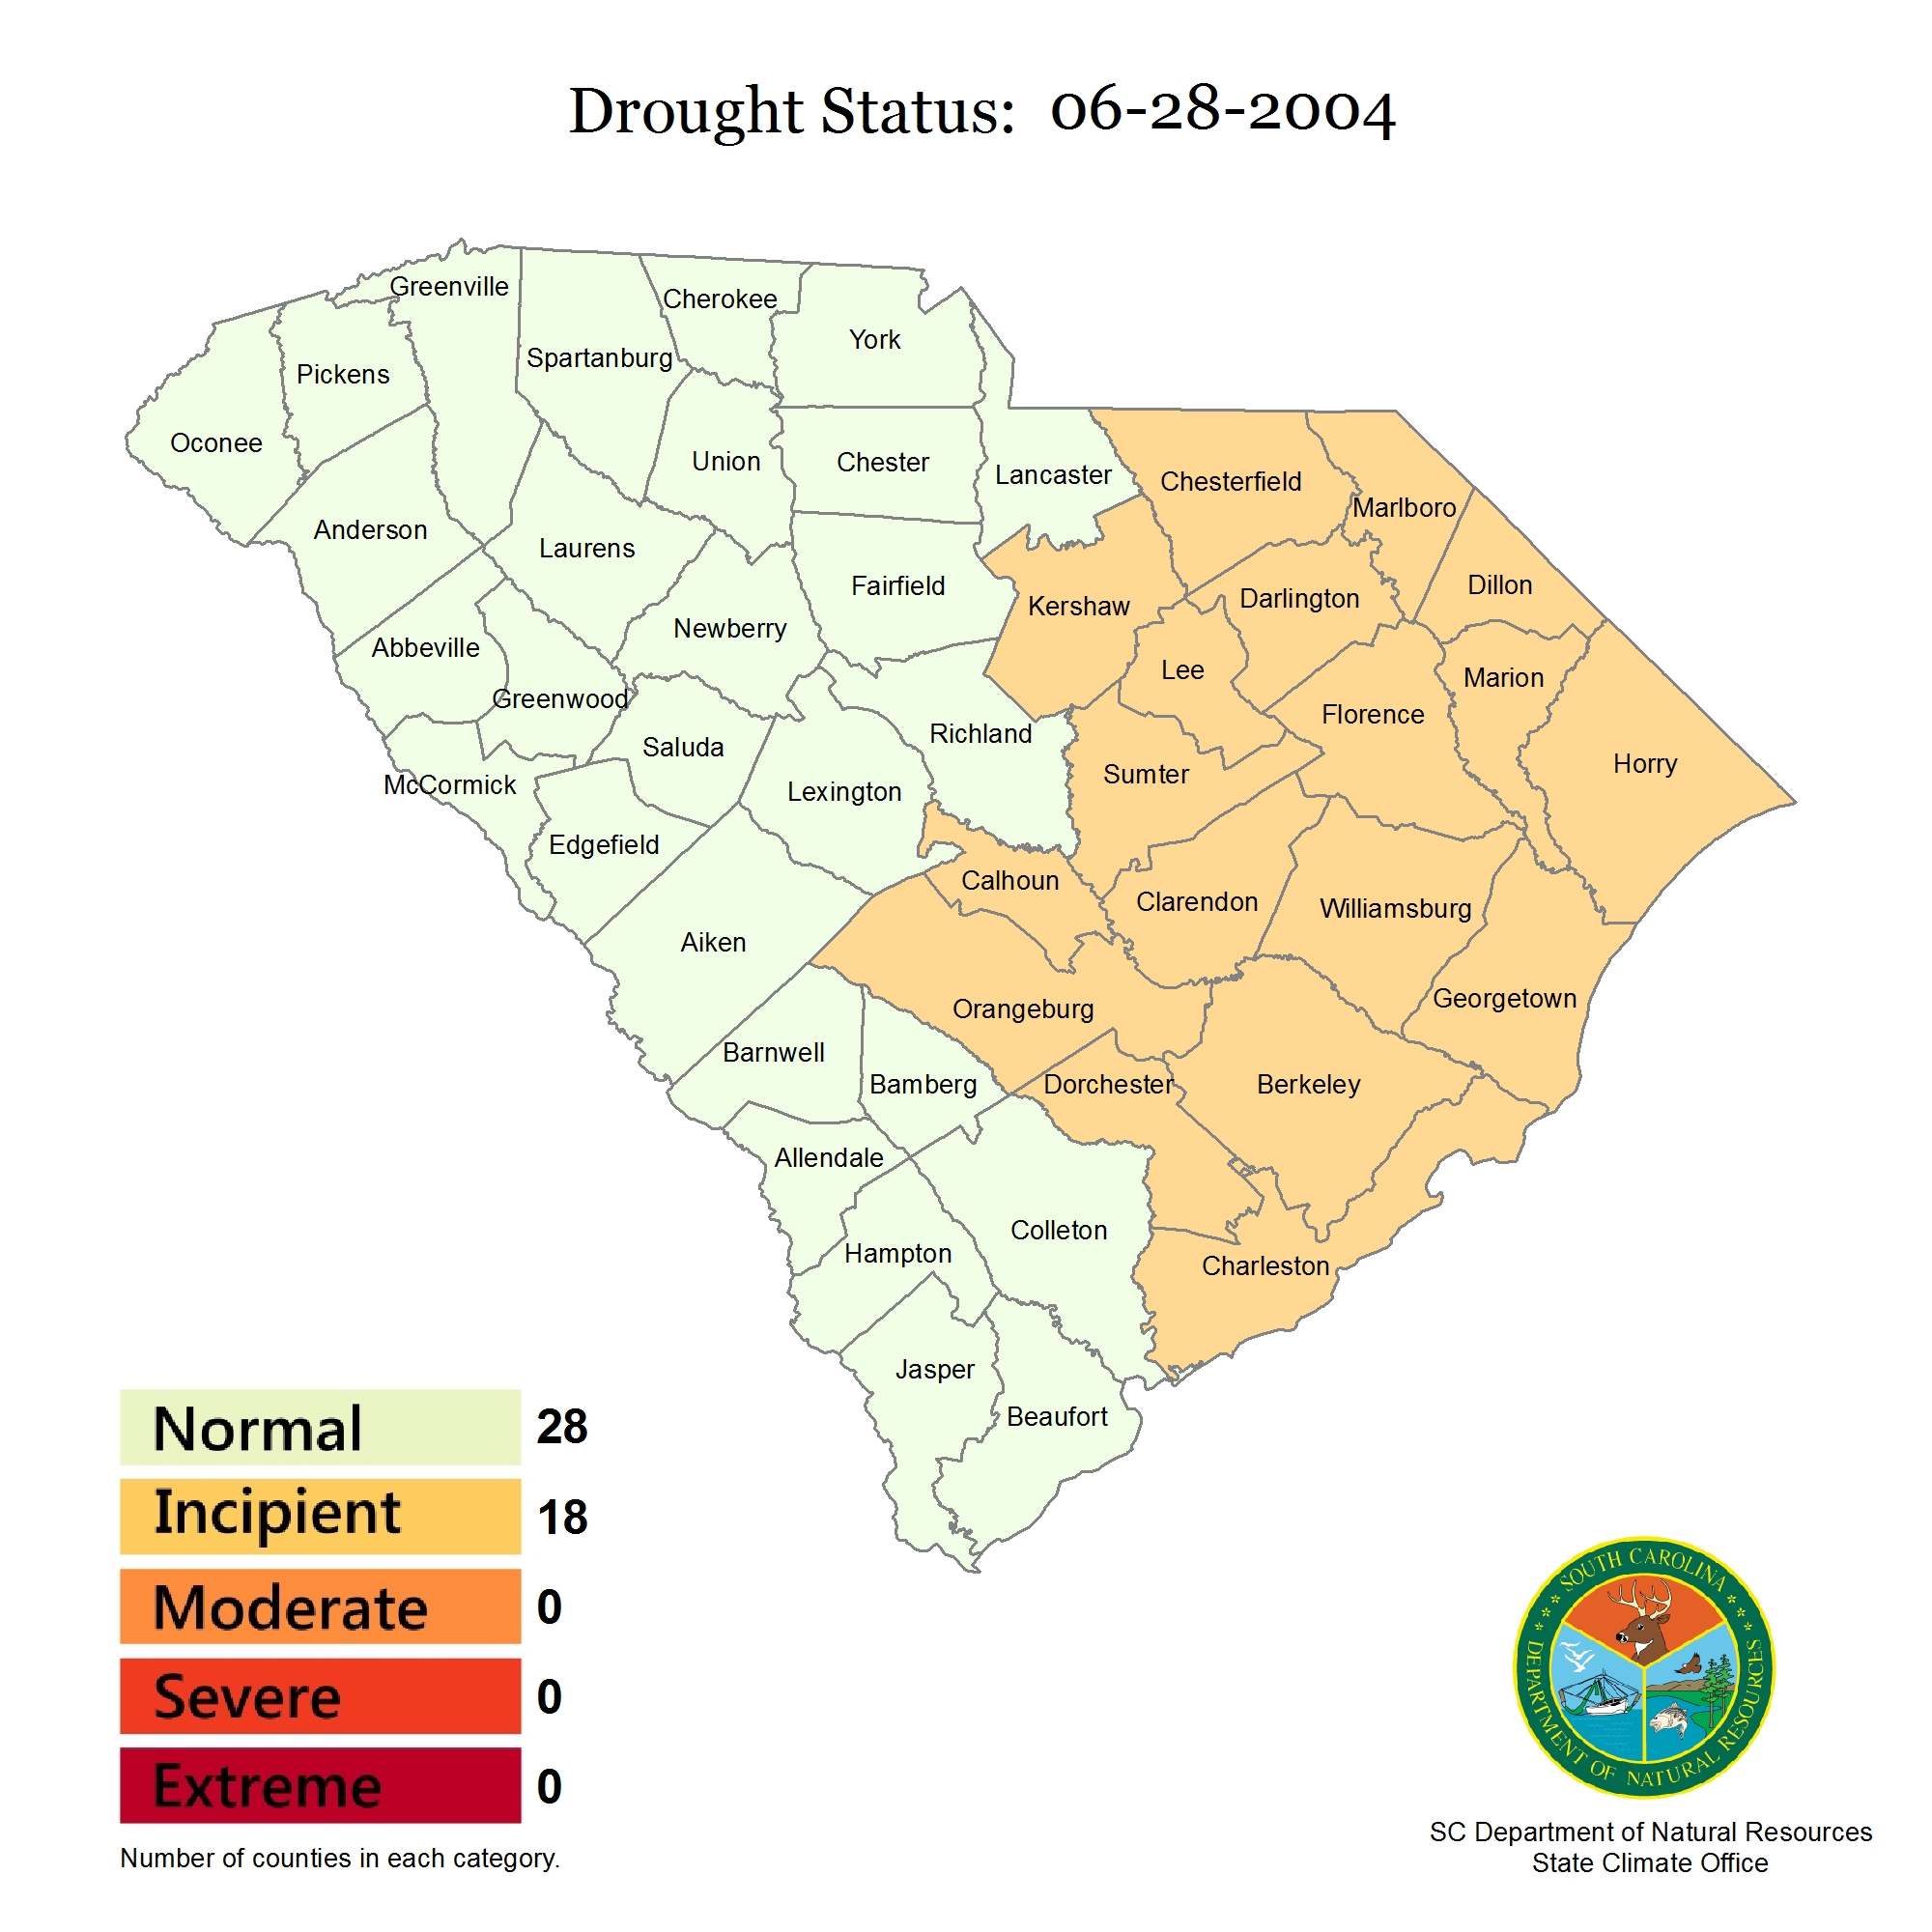 Drought Status: 06-28-2004
Greenville
Cherokee
York
Spartanburg
Pickens
Oconee
Union
Chester
Lancaster
Chesterfield
Marlboro
Anderson
Laurens
Fairfield
Kershaw
Darlington
Dillon
Newberry
Abbeville
Greenwood
Lee
Marion
Florence
Richland
Saluda
Horry
Sumter
McCormick
Lexington
Edgefield
Calhoun
Clarendon
Williamsburg
Aiken
Georgetown
Orangeburg
Barnwell
Bamberg
Dorchester
Berkeley
Allendale
Colleton
Hampton
Charleston
Jasper
Beaufort
Normal 28
Incipient 18
Moderate 0
Severe 0
Extreme 0
Number of counties in each category.
SOUTH CAROLINA
DEPARTMENT OF NATURAL RESOURCES
SC Department of Natural Resources
State Climate Office